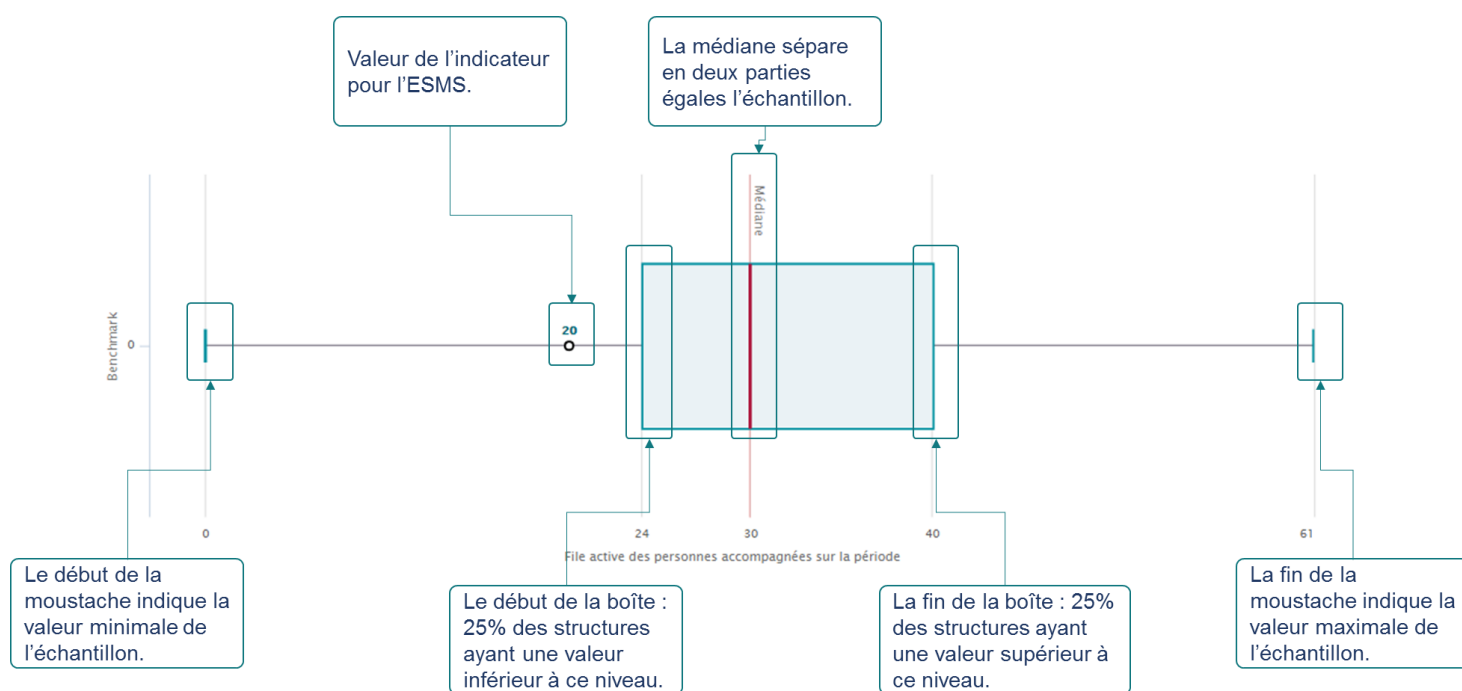 Valeur de l’indicateur
pour l’ESMS.
La médiane sépare
en deux parties
égales l’échantillon.
Médiane
20
Benchmark
0
0
24
30
40
61
File active des personnes accompagnées sur la période
Le début de la
moustache indique la
valeur minimale de
l’échantillon.
Le début de la boîte :
25% des structures
ayant une valeur
inférieur à ce niveau.
La fin de la boîte : 25%
des structures ayant
une valeur supérieur à
ce niveau.
La fin de la
moustache indique la
valeur maximale de
l’échantillon.